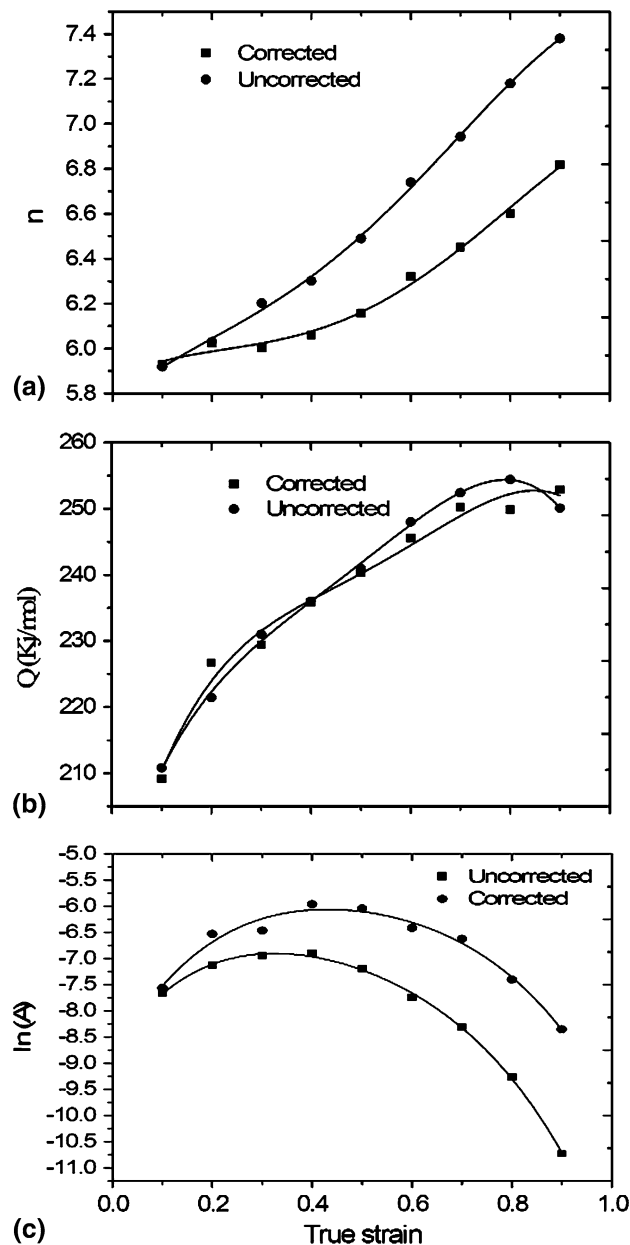 7.4
7.2
7.0
6.8
6.6
6.4
6.2
6.0
5.8
n
Corrected
Uncorrected
(a)
260
250
240
230
220
210
Q(Kj/mol)
Corrected
Uncorrected
(b)
-5.0
-5.5
-6.0
-6.5
-7.0
-7.5
-8.0
-8.5
-9.0
-9.5
-10.0
-10.5
-11.0
ln(A)
Uncorrected
Corrected
0.0 0.2 0.4 0.6 0.8 1.0
True strain
(c)